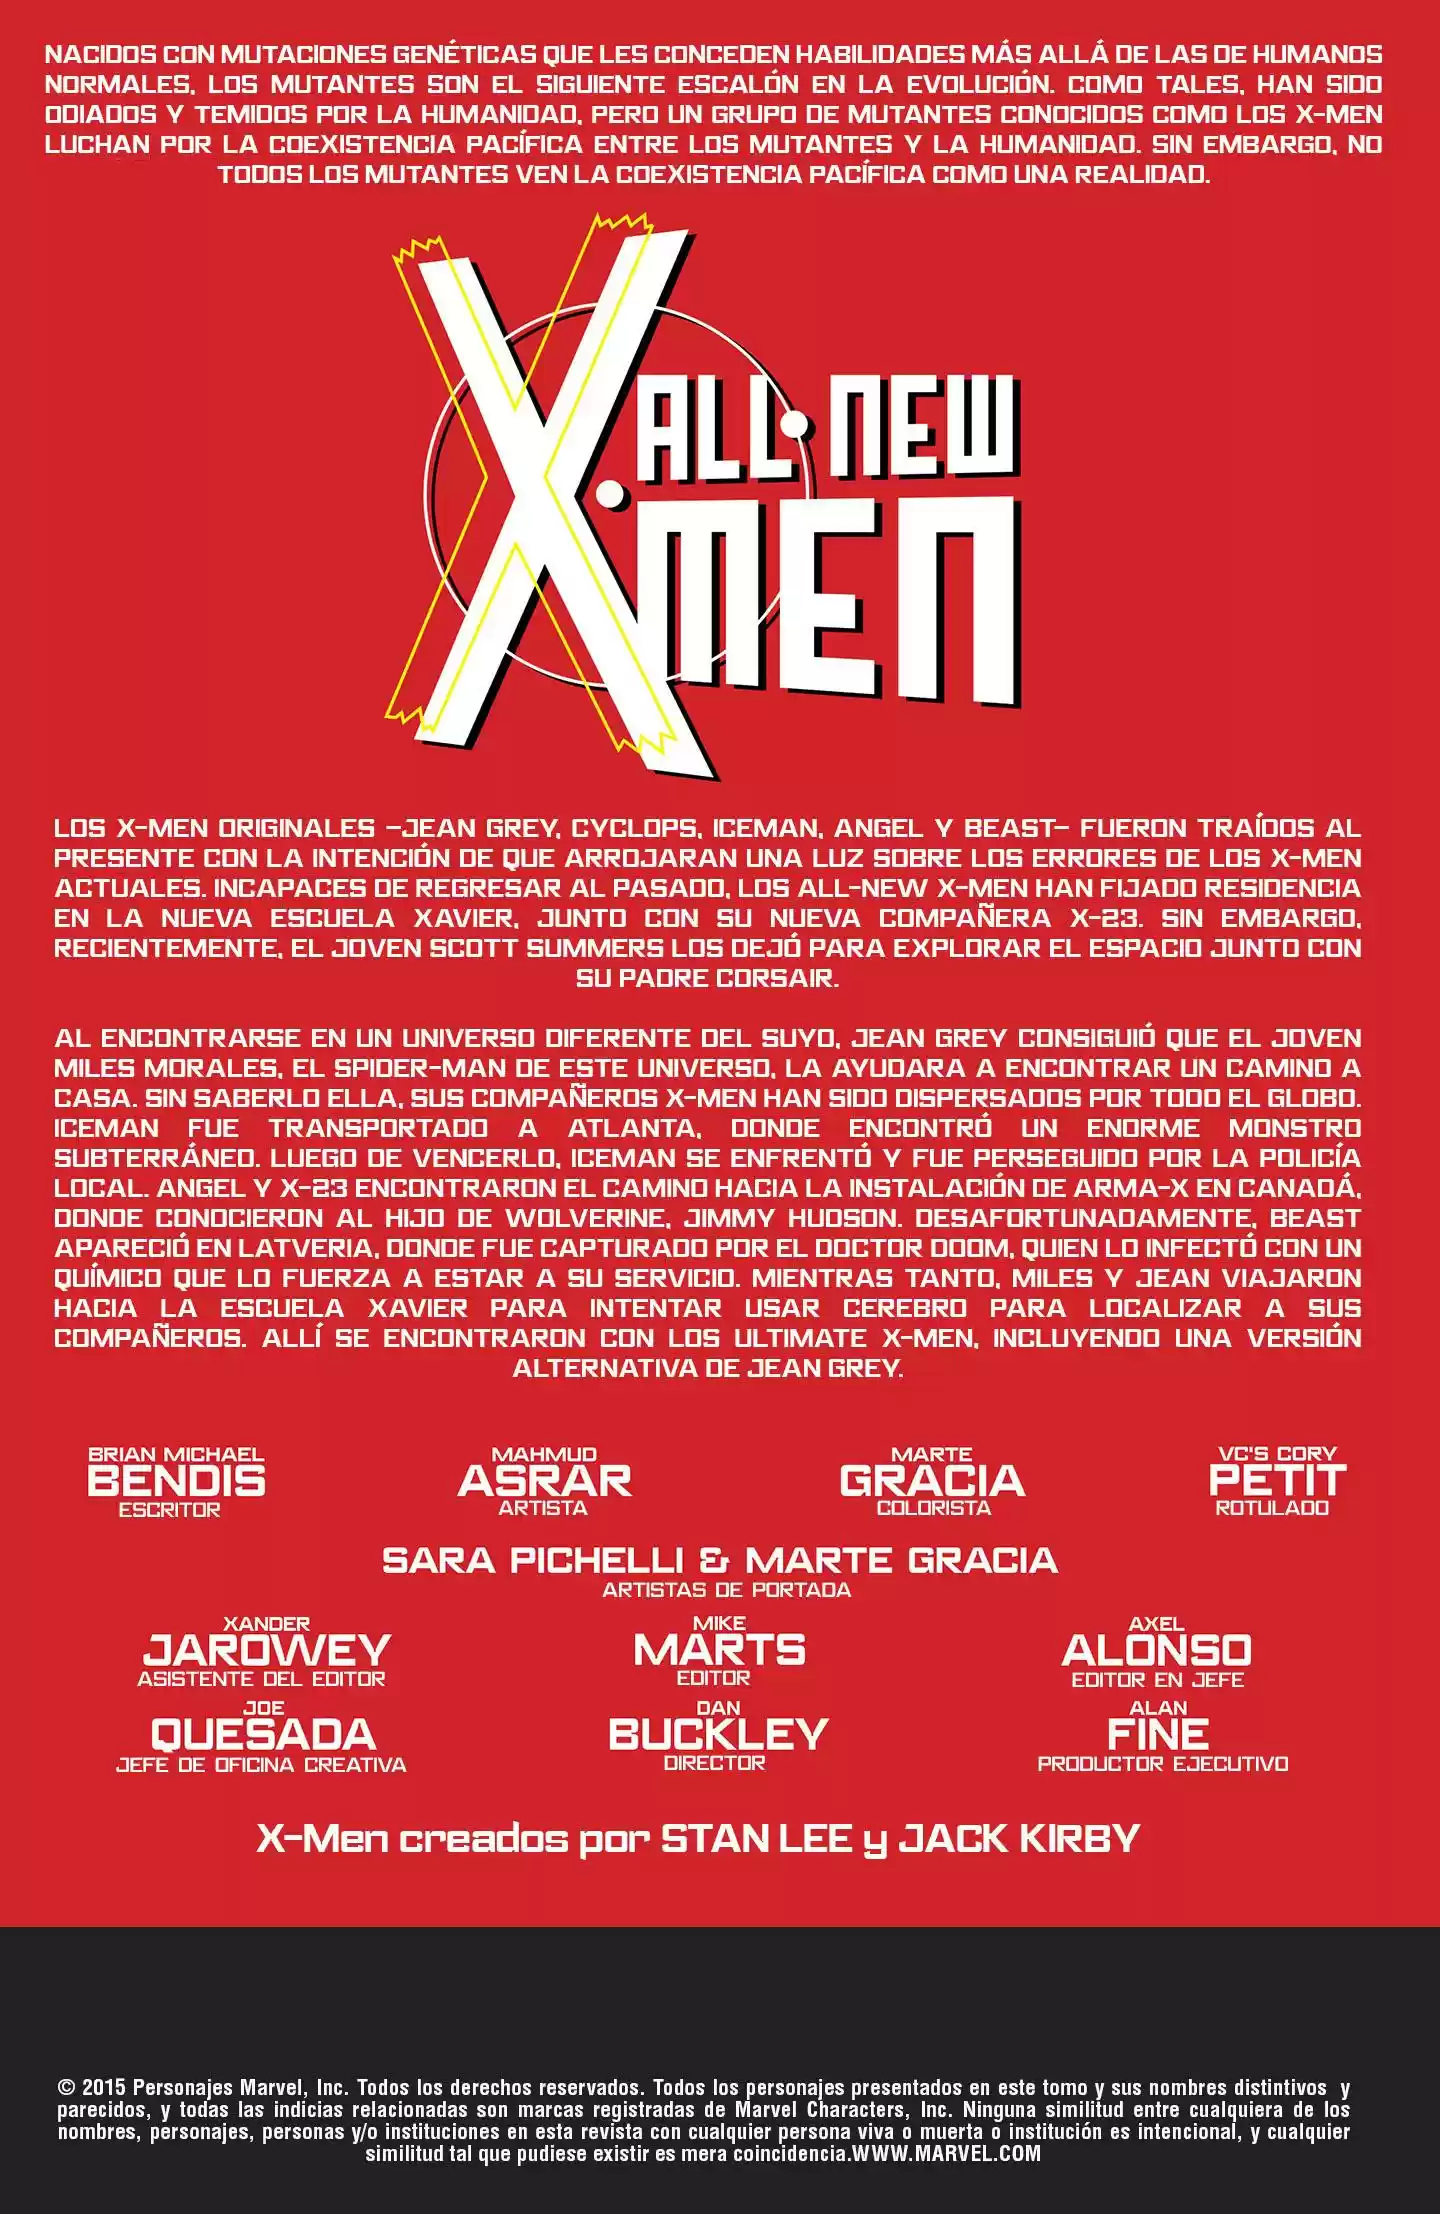 NACIDOS CON MUTACIONES GENÉTICAS QUE LES CONCEDEN HABILIDADES MÁS ALLÁ DE LAS DE HUMANOS
NORMALES, LOS MUTANTES SON EL SIGUIENTE ESCALÓN EN LA EVOLUCIÓN. COMO TALES, HAN SIDO
ODIADOS Y TEMIDOS POR LA HUMANIDAD, PERO UN GRUPO DE MUTANTES CONOCIDOS COMO LOS X-MEN
LUCHAN POR LA COEXISTENCIA PACÍFICA ENTRE LOS MUTANTES Y LA HUMANIDAD. SIN EMBARGO, NO
TODOS LOS MUTANTES VEN LA COEXISTENCIA PACÍFICA COMO UNA REALIDAD.
X
ALL NEW
MEN
LOS X-MEN ORIGINALES –JEAN GREY, CYCLOPS, ICEMAN, ANGEL Y BEAST– FUERON TRAÍDOS AL
PRESENTE CON LA INTENCIÓN DE QUE ARROJARAN UNA LUZ SOBRE LOS ERRORES DE LOS X-MEN
ACTUALES. INCAPACES DE REGRESAR AL PASADO, LOS ALL-NEW X-MEN HAN FIJADO RESIDENCIA
EN LA NUEVA ESCUELA XAVIER, JUNTO CON SU NUEVA COMPAÑERA X-23. SIN EMBARGO,
RECIENTEMENTE, EL JOVEN SCOTT SUMMERS LOS DEJÓ PARA EXPLORAR EL ESPACIO JUNTO CON
SU PADRE CORSAIR.
AL ENCONTRARSE EN UN UNIVERSO DIFERENTE DEL SUYO, JEAN GREY CONSIGUIÓ QUE EL JOVEN
MILES MORALES, EL SPIDER-MAN DE ESTE UNIVERSO, LA AYUDARA A ENCONTRAR UN CAMINO A
CASA. SIN SABERLO ELLA, SUS COMPAÑEROS X-MEN HAN SIDO DISPERSADOS POR TODO EL GLOBO.
ICEMAN FUE TRANSPORTADO A ATLANTA, DONDE ENCONTRÓ UN ENORME MONSTRO
SUBTERRÁNEO. LUEGO DE VENCERLO, ICEMAN SE ENFRENTÓ Y FUE PERSEGUIDO POR LA POLICÍA
LOCAL. ANGEL Y X-23 ENCONTRARON EL CAMINO HACIA LA INSTALACIÓN DE ARMA-X EN CANADÁ,
DONDE CONOCIERON AL HIJO DE WOLVERINE, JIMMY HUDSON. DESAFORTUNADAMENTE, BEAST
APARECIÓ EN LATVERIA, DONDE FUE CAPTURADO POR EL DOCTOR DOOM, QUIEN LO INFECTÓ CON UN
QUÍMICO QUE LO FUERZA A ESTAR A SU SERVICIO. MIENTRAS TANTO, MILES Y JEAN VIAJARON
HACIA LA ESCUELA XAVIER PARA INTENTAR USAR CEREBRO PARA LOCALIZAR A SUS
COMPAÑEROS. ALLÍ SE ENCONTRARON CON LOS ULTIMATE X-MEN, INCLUYENDO UNA VERSIÓN
ALTERNATIVA DE JEAN GREY.
BRIAN MICHAEL
BENDIS
ESCRITOR
MAHMUD
ASRAR
ARTISTA
MARTE
GRACIA
COLORISTA
VC'S CORY
PETIT
ROTULADO
SARA PICHELLI & MARTE GRACIA
ARTISTAS DE PORTADA
XANDER
JAROWEY
ASISTENTE DEL EDITOR
MIKE
MARTS
EDITOR
AXEL
ALONSO
EDITOR EN JEFE
JOE
QUESADA
JEFE DE OFICINA CREATIVA
DAN
BUCKLEY
DIRECTOR
ALAN
FINE
PRODUCTOR EJECUTIVO
X-Men creados por STAN LEE y JACK KIRBY
© 2015 Personajes Marvel, Inc. Todos los derechos reservados. Todos los personajes presentados en este tomo y sus nombres distintivos y
parecidos, y todas las indicias relacionadas son marcas registradas de Marvel Characters, Inc. Ninguna similitud entre cualquiera de los
nombres, personajes, personas y/o instituciones en esta revista con cualquier persona viva o muerta o institución es intencional, y cualquier
similitud tal que pudiese existir es mera coincidencia.WWW.MARVEL.COM